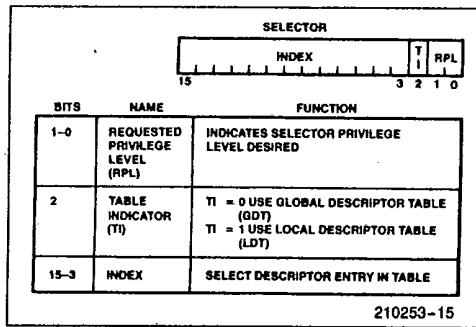 SELECTOR
INDEX
T
I
RPL
15 3 2 1 0
BITS NAME FUNCTION
1–0 REQUESTED PRIVILEGE LEVEL (RPL) INDICATES SELECTOR PRIVILEGE LEVEL DESIRED
2 TABLE INDICATOR (TI) TI = 0 USE GLOBAL DESCRIPTOR TABLE (GDT)
TI = 1 USE LOCAL DESCRIPTOR TABLE (LDT)
15–3 INDEX SELECT DESCRIPTOR ENTRY IN TABLE
210253–15